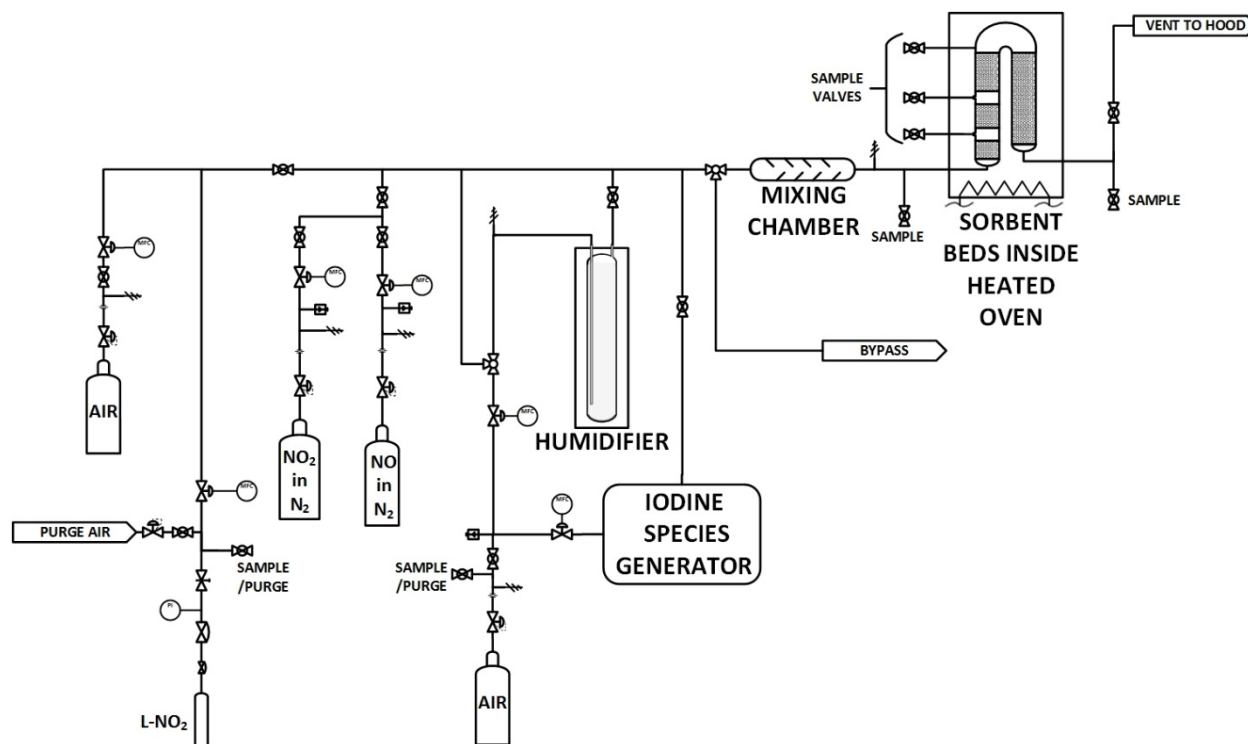 VENT TO HOOD
SAMPLE
VALVES
MIXING
CHAMBER
SAMPLE
SAMPLE
SORBENT
BEDS INSIDE
HEATED
OVEN
MFC
MFC
MFC
BYPASS
AIR
NO₂
in
N₂
NO
in
N₂
MFC
HUMIDIFIER
MFC
MFC
IODINE
SPECIES
GENERATOR
PURGE AIR
SAMPLE
/PURGE
SAMPLE
/PURGE
PI
L-NO₂
AIR